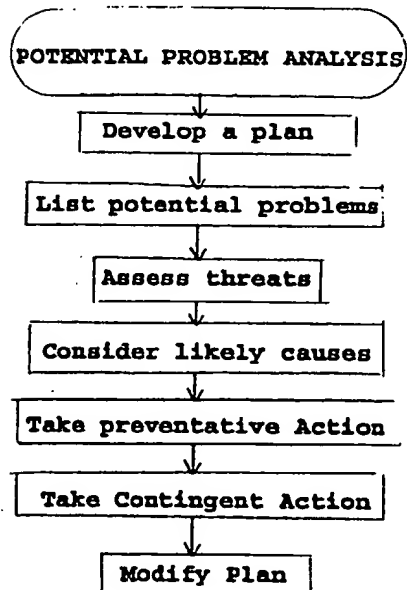 POTENTIAL PROBLEM ANALYSIS
Develop a plan
List potential problems
Assess threats
Consider likely causes
Take preventative Action
Take Contingent Action
Modify Plan